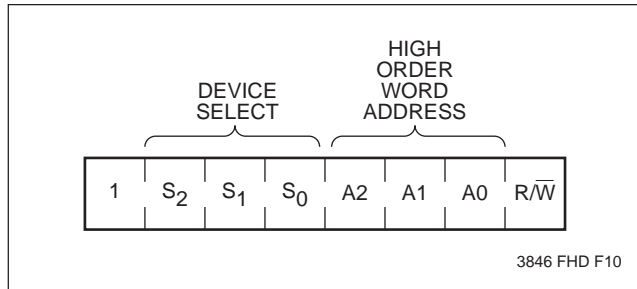 HIGH
ORDER
WORD
ADDRESS
DEVICE
SELECT
1 S₂ S₁ S₀ A2 A1 A0 R/W̅
3846 FHD F10